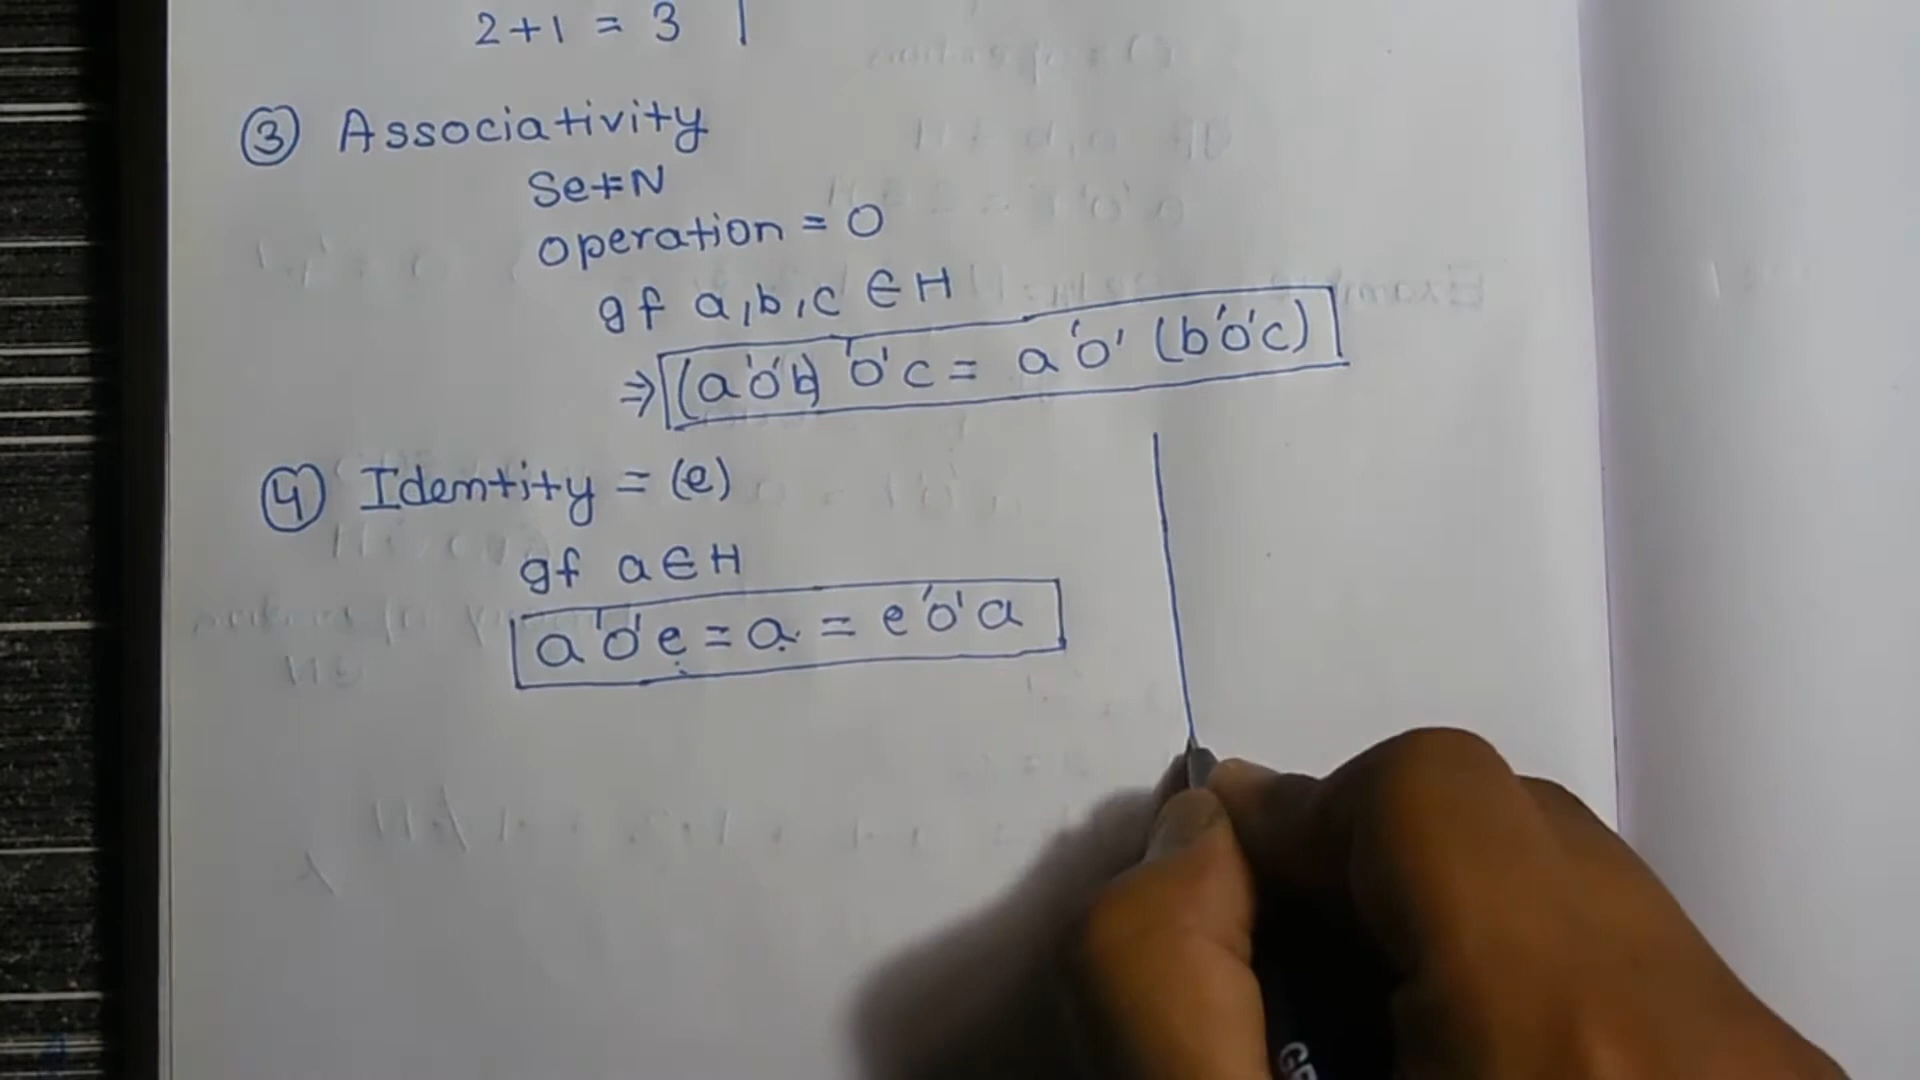 2+1 = 3 |
③ Associativity
Set=N
operation = O
gf a,b,c ∈ H
⇒ (a'o'b) 'o'c = a 'o' (b'o'c)
④ Identity = (e)
gf a ∈ H
a 'o' e = a = e 'o' a